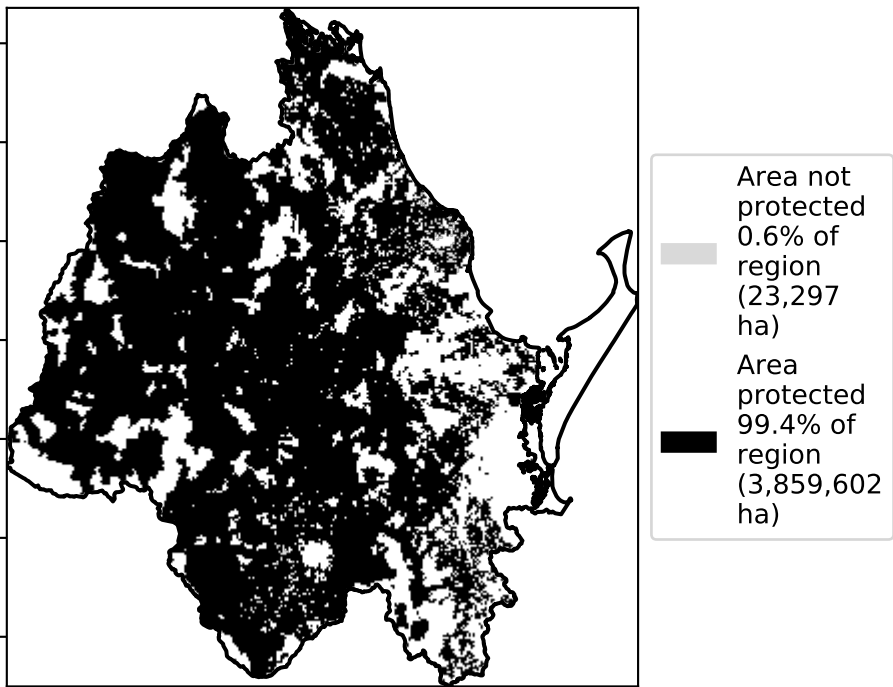 Area not
protected
0.6% of
region
(23,297
ha)
Area
protected
99.4% of
region
(3,859,602
ha)